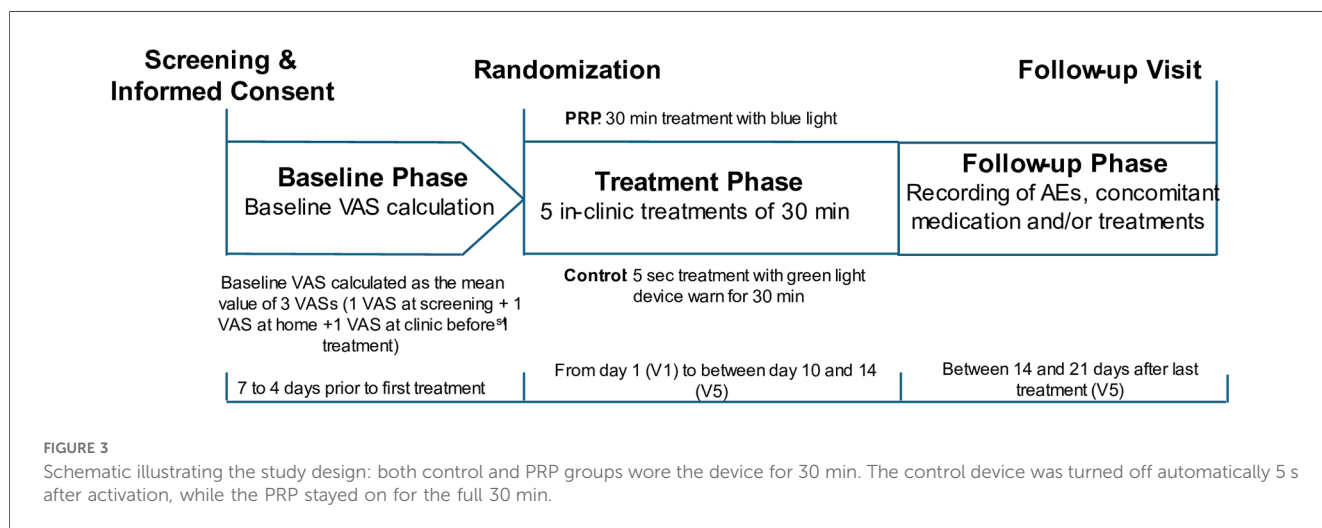 Screening &
Informed Consent
Randomization
Follow-up Visit
PRP: 30 min treatment with blue light
Baseline Phase
Baseline VAS calculation
Treatment Phase
5 in-clinic treatments of 30 min
Follow-up Phase
Recording of AEs, concomitant
medication and/or treatments
Baseline VAS calculated as the mean
value of 3 VASs (1 VAS at screening + 1
VAS at home +1 VAS at clinic before 1st
treatment)
Control: 5 sec treatment with green light
device warn for 30 min
7 to 4 days prior to first treatment
From day 1 (V1) to between day 10 and 14
(V5)
Between 14 and 21 days after last
treatment (V5)
FIGURE 3
Schematic illustrating the study design: both control and PRP groups wore the device for 30 min. The control device was turned off automatically 5 s
after activation, while the PRP stayed on for the full 30 min.